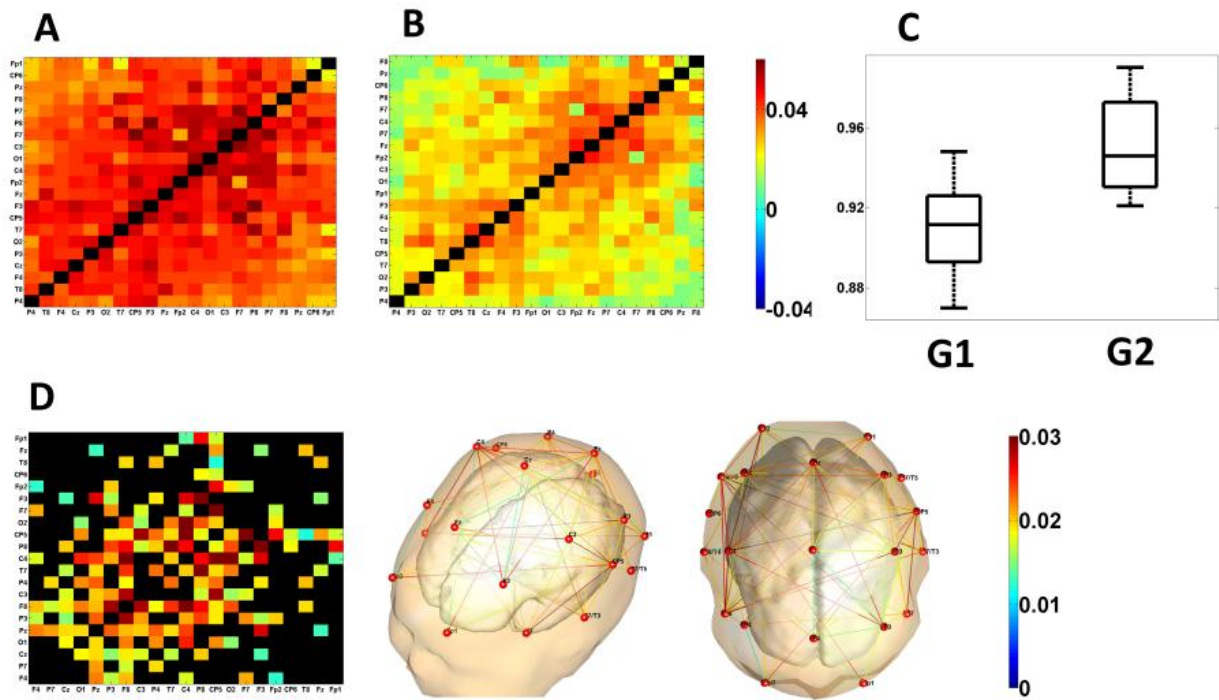 A
B
C
Fp1
CP6
Pz
F8
P7
P8
F7
C3
O1
C4
Fp2
Fz
F3
CP5
T7
O2
P3
Cz
F4
T8
P4
P4 T8 F4 Cz P3 O2 T7 CP5 F3 Fz Fp2 C4 O1 C3 F7 P8 P7 F8 Pz CP6 Fp1
F8
Pz
CP6
P8
F7
C4
P7
Fz
Fp2
C3
O1
Fp1
F3
F4
Cz
T8
CP5
T7
O2
P3
P4
P4 P3 O2 T7 CP5 T8 Cz F4 F3 Fp1 O1 C3 Fp2 Fz P7 C4 F7 P8 CP6 Pz F8
0.04
0
-0.04
0.96
0.92
0.88
G1
G2
D
Fp1
Fz
T8
CP6
Fp2
F3
F7
O2
CP5
P8
C4
T7
P4
C3
F8
P3
Pz
O1
Cz
P7
F4
F4 P7 Cz O1 Pz P3 F8 C3 P4 T7 C4 P8 CP5 O2 F7 F3 Fp2 CP6 T8 Fz Fp1
0.03
0.02
0.01
0